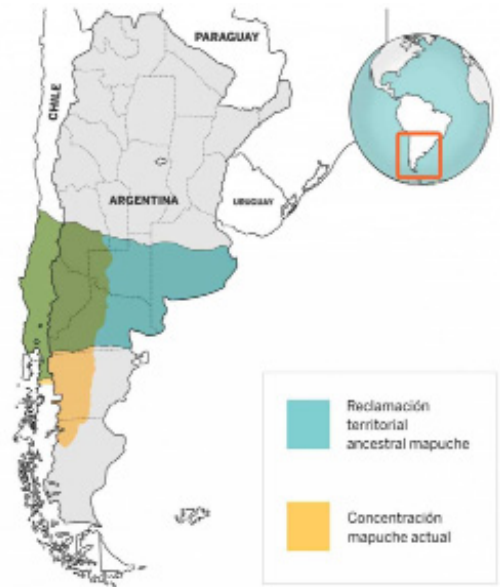 PARAGUAY
CHILE
ARGENTINA
URUGUAY
Reclamación
territorial
ancestral mapuche
Concentración
mapuche actual